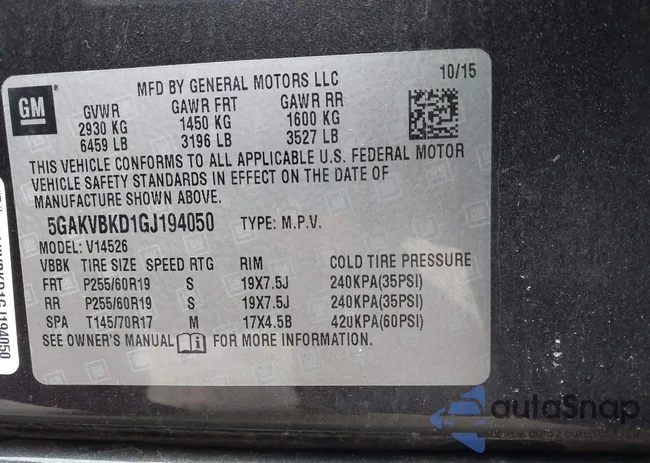 MFD BY GENERAL MOTORS LLC 10/15
GM
GVWR GAWR FRT GAWR RR
2930 KG 1450 KG 1600 KG
6459 LB 3196 LB 3527 LB
THIS VEHICLE CONFORMS TO ALL APPLICABLE U.S. FEDERAL MOTOR
VEHICLE SAFETY STANDARDS IN EFFECT ON THE DATE OF
MANUFACTURE SHOWN ABOVE.
5GAKVBKD1GJ194050 TYPE: M.P.V.
MODEL: V14526
VBBK TIRE SIZE SPEED RTG RIM COLD TIRE PRESSURE
FRT P255/60R19 S 19X7.5J 240KPA(35PSI)
RR P255/60R19 S 19X7.5J 240KPA(35PSI)
SPA T145/70R17 M 17X4.5B 420KPA(60PSI)
SEE OWNER'S MANUAL FOR MORE INFORMATION.
autoSnap